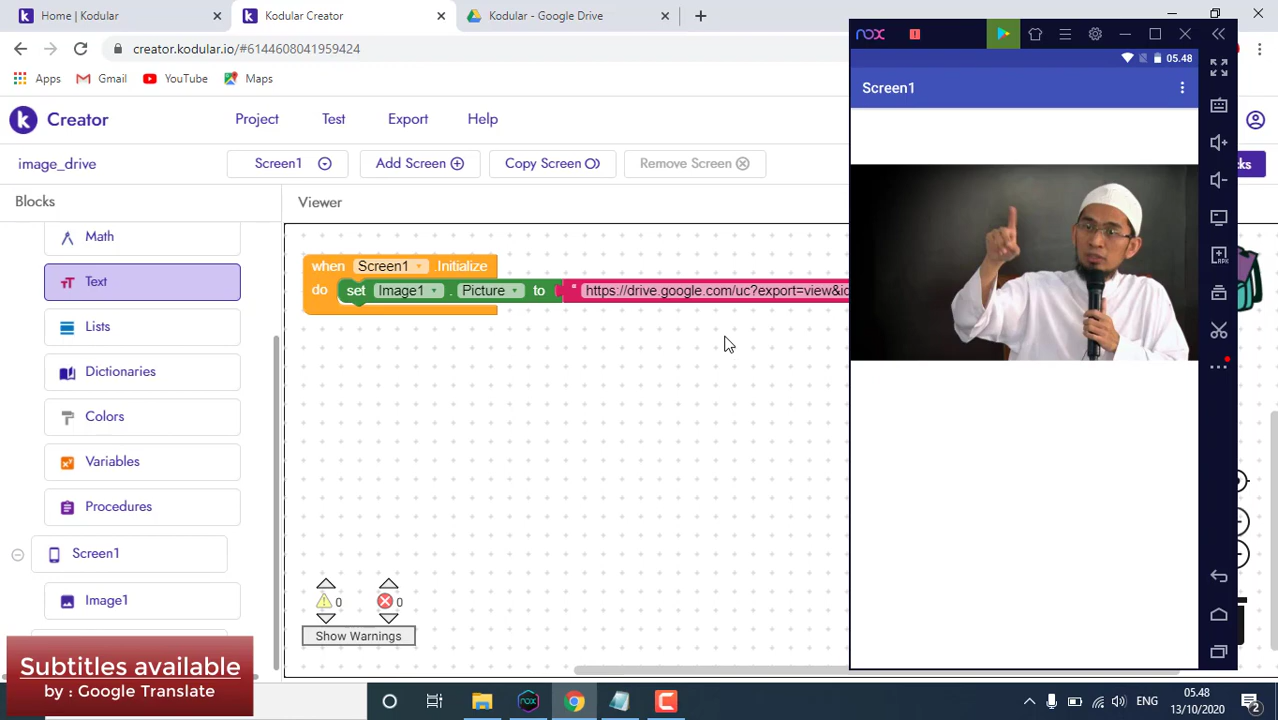 Home | Kodular
Kodular Creator
Kodular - Google Drive
creator.kodular.io/#6144608041959424
Apps Gmail YouTube Maps
Creator Project Test Export Help
image_drive Screen1 Add Screen Copy Screen Remove Screen
Blocks
Viewer
Math
Text
Lists
Dictionaries
Colors
Variables
Procedures
Screen1
Image1
when Screen1 .Initialize
do set Image1 . Picture to " https://drive.google.com/uc?export=view&id
0 0
Show Warnings
nox
05.48
Screen1
Subtitles available
by : Google Translate
ENG
05.48
13/10/2020
2